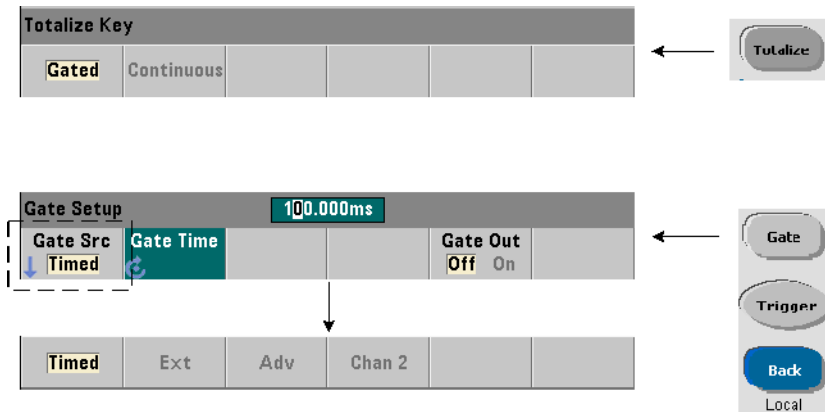 Totalize Key
Gated Continuous
Totalize
Gate Setup 100.000ms
Gate Src Gate Time Gate Out
Timed Off On
Gate
Trigger
Timed Ext Adv Chan 2
Back
Local